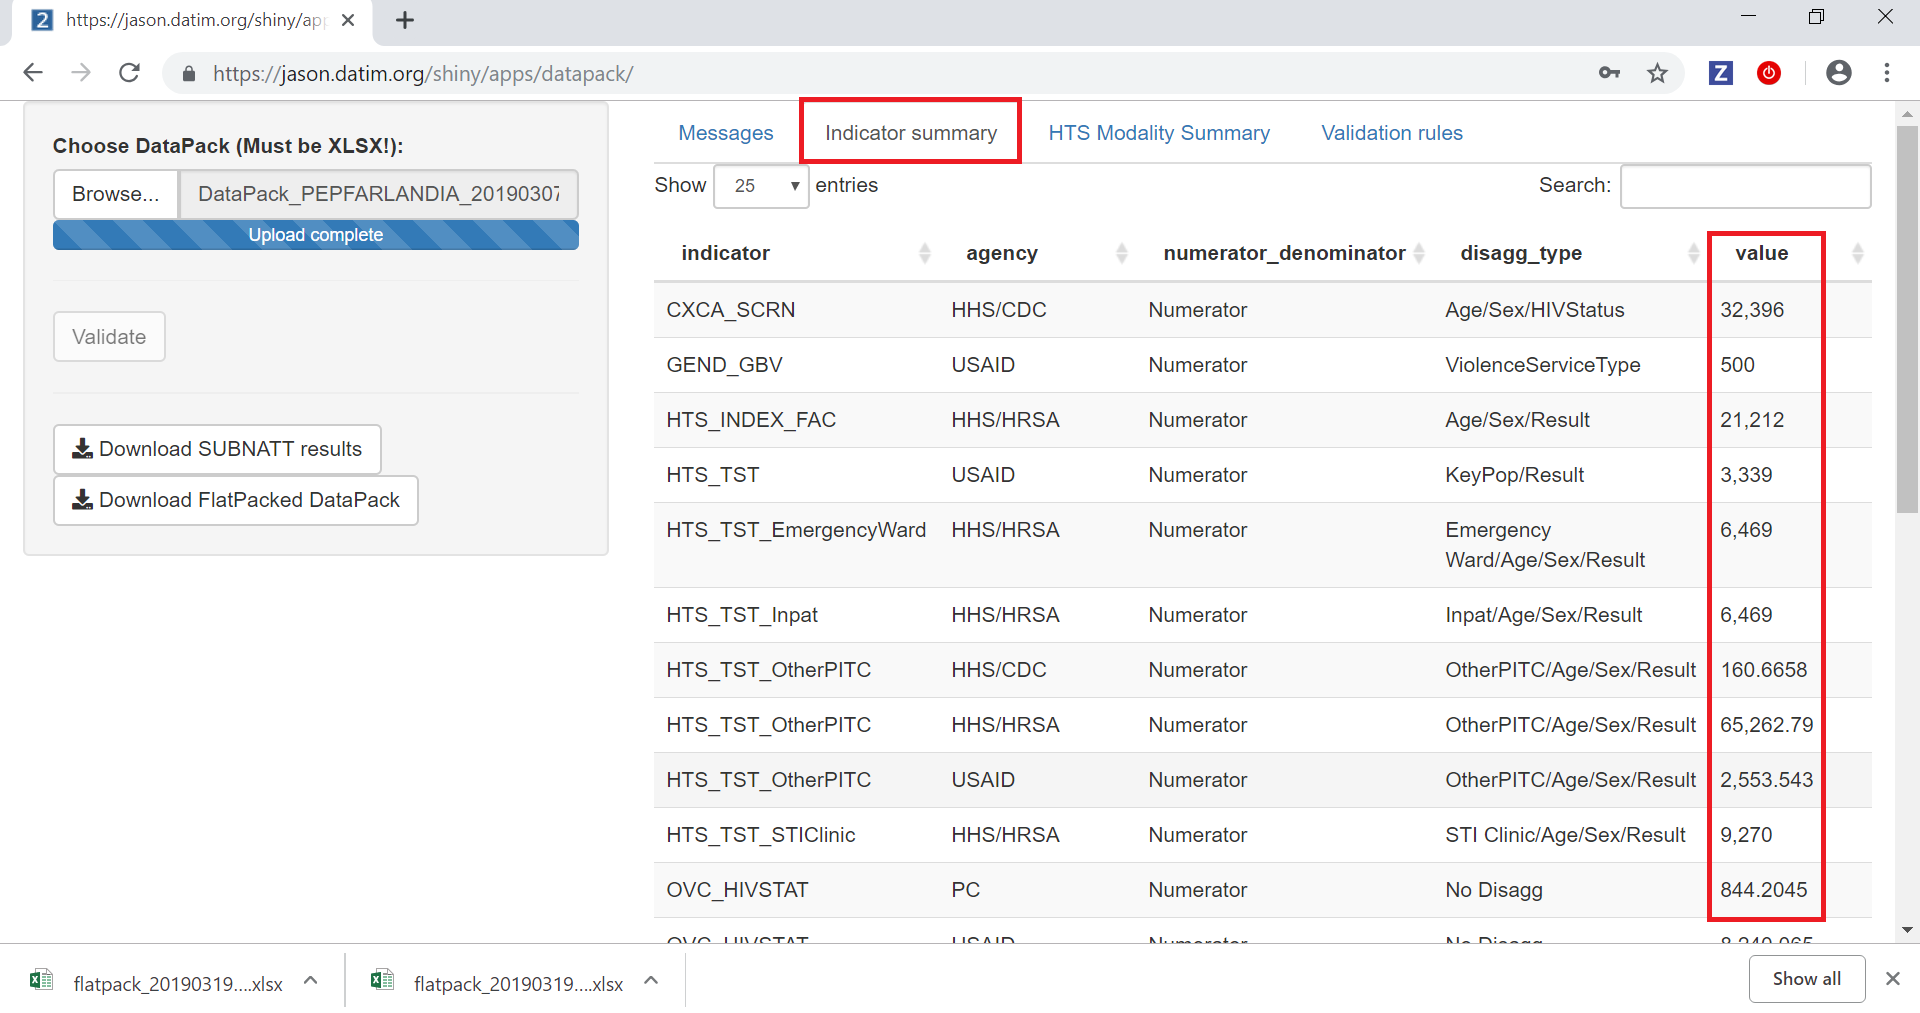 https://jason.datim.org/shiny/app
https://jason.datim.org/shiny/apps/datapack/
Choose DataPack (Must be XLSX!):
Browse... DataPack_PEPFARLANDIA_20190307
Upload complete
Validate
Download SUBNATT results
Download FlatPacked DataPack
Messages Indicator summary HTS Modality Summary Validation rules
Show 25 entries Search:
indicator agency numerator_denominator disagg_type value
CXCA_SCRN HHS/CDC Numerator Age/Sex/HIVStatus 32,396
GEND_GBV USAID Numerator ViolenceServiceType 500
HTS_INDEX_FAC HHS/HRSA Numerator Age/Sex/Result 21,212
HTS_TST USAID Numerator KeyPop/Result 3,339
HTS_TST_EmergencyWard HHS/HRSA Numerator Emergency 6,469
Ward/Age/Sex/Result
HTS_TST_Inpat HHS/HRSA Numerator Inpat/Age/Sex/Result 6,469
HTS_TST_OtherPITC HHS/CDC Numerator OtherPITC/Age/Sex/Result 160.6658
HTS_TST_OtherPITC HHS/HRSA Numerator OtherPITC/Age/Sex/Result 65,262.79
HTS_TST_OtherPITC USAID Numerator OtherPITC/Age/Sex/Result 2,553.543
HTS_TST_STIClinic HHS/HRSA Numerator STI Clinic/Age/Sex/Result 9,270
OVC_HIVSTAT PC Numerator No Disagg 844.2045
OVC_HIVSTAT USAID Numerator No Disagg
flatpack_20190319....xlsx flatpack_20190319....xlsx Show all